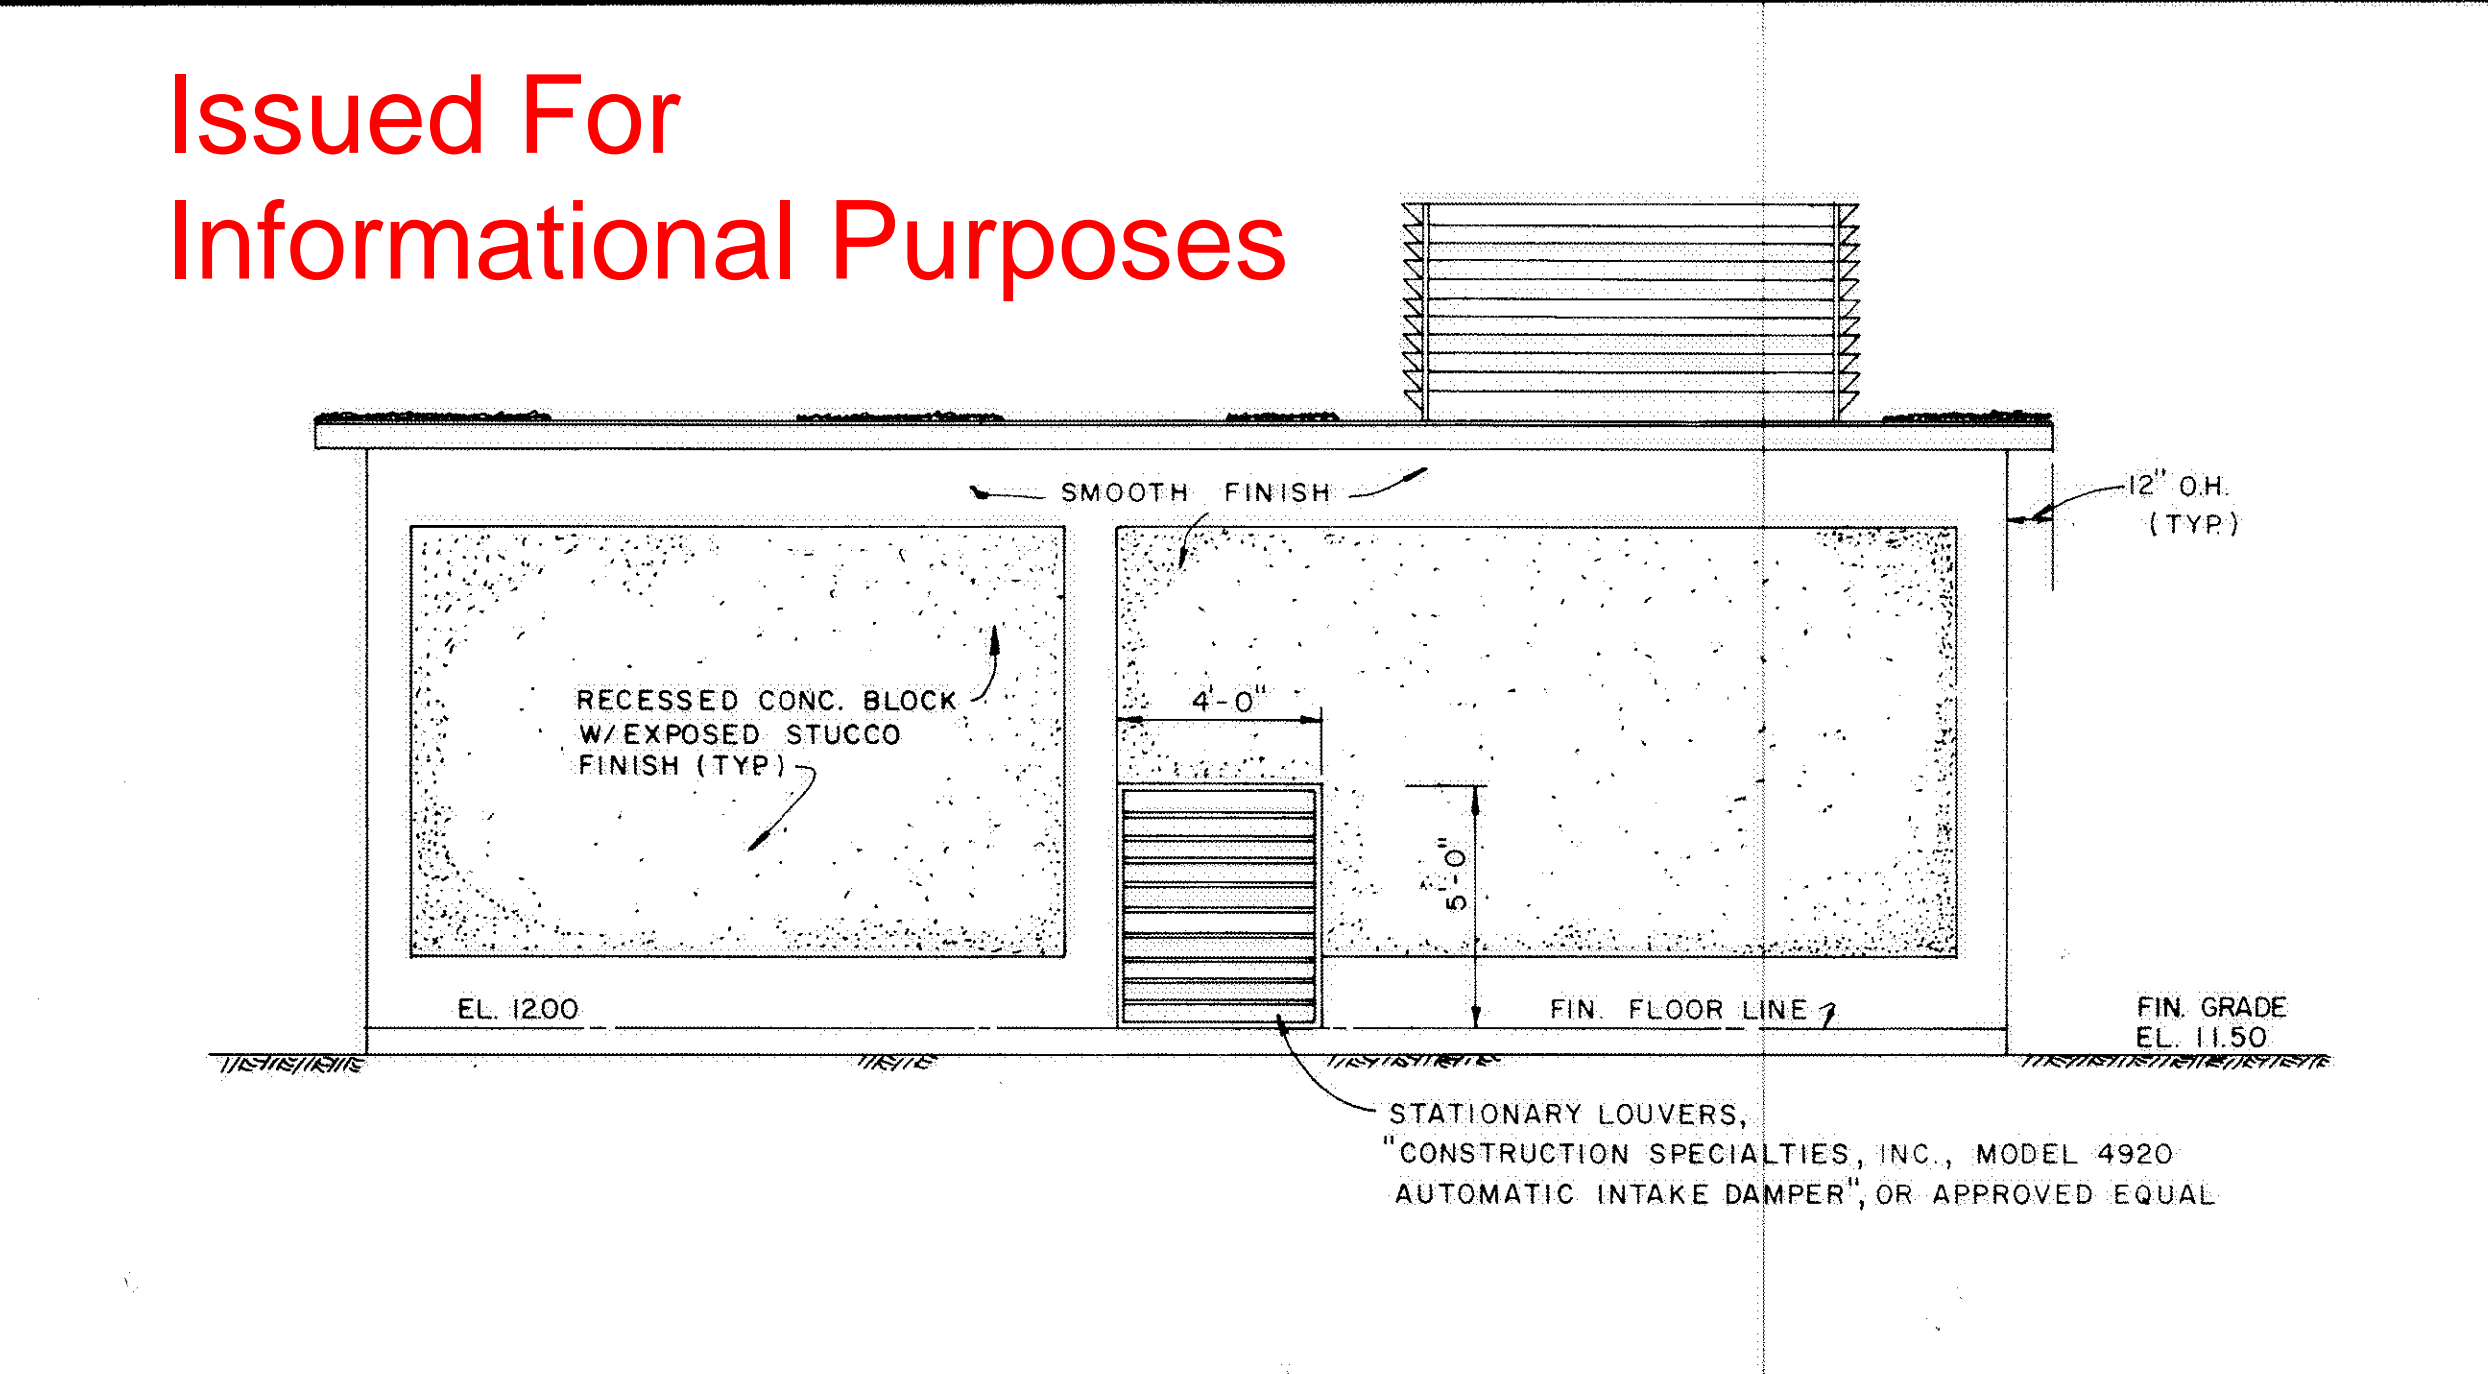 Issued For
Informational Purposes
SMOOTH FINISH
12" O.H.
(TYP.)
RECESSED CONC. BLOCK
W/EXPOSED STUCCO
FINISH (TYP.)
4'-0"
5'-0"
EL. 12.00
FIN. FLOOR LINE
FIN. GRADE
EL. 11.50
STATIONARY LOUVERS,
"CONSTRUCTION SPECIALTIES, INC., MODEL 4920
AUTOMATIC INTAKE DAMPER", OR APPROVED EQUAL